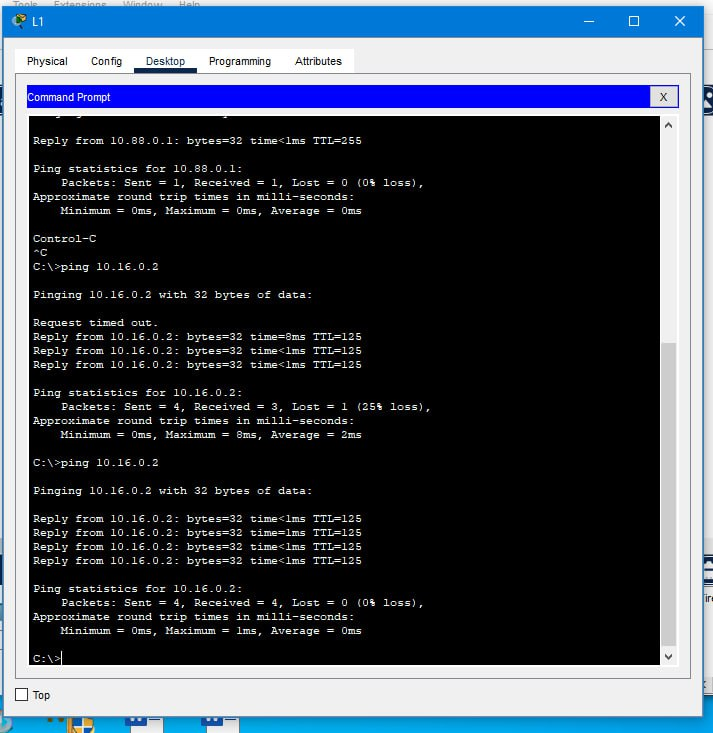 Tools Extensions Window Help
L1
Physical Config Desktop Programming Attributes
Command Prompt
X
Reply from 10.88.0.1: bytes=32 time<1ms TTL=255
Ping statistics for 10.88.0.1:
Packets: Sent = 1, Received = 1, Lost = 0 (0% loss),
Approximate round trip times in milli-seconds:
Minimum = 0ms, Maximum = 0ms, Average = 0ms
Control-C
^C
C:\>ping 10.16.0.2
Pinging 10.16.0.2 with 32 bytes of data:
Request timed out.
Reply from 10.16.0.2: bytes=32 time=8ms TTL=125
Reply from 10.16.0.2: bytes=32 time<1ms TTL=125
Reply from 10.16.0.2: bytes=32 time<1ms TTL=125
Ping statistics for 10.16.0.2:
Packets: Sent = 4, Received = 3, Lost = 1 (25% loss),
Approximate round trip times in milli-seconds:
Minimum = 0ms, Maximum = 8ms, Average = 2ms
C:\>ping 10.16.0.2
Pinging 10.16.0.2 with 32 bytes of data:
Reply from 10.16.0.2: bytes=32 time<1ms TTL=125
Reply from 10.16.0.2: bytes=32 time=1ms TTL=125
Reply from 10.16.0.2: bytes=32 time<1ms TTL=125
Reply from 10.16.0.2: bytes=32 time<1ms TTL=125
Ping statistics for 10.16.0.2:
Packets: Sent = 4, Received = 4, Lost = 0 (0% loss),
Approximate round trip times in milli-seconds:
Minimum = 0ms, Maximum = 1ms, Average = 0ms
C:\>
Top